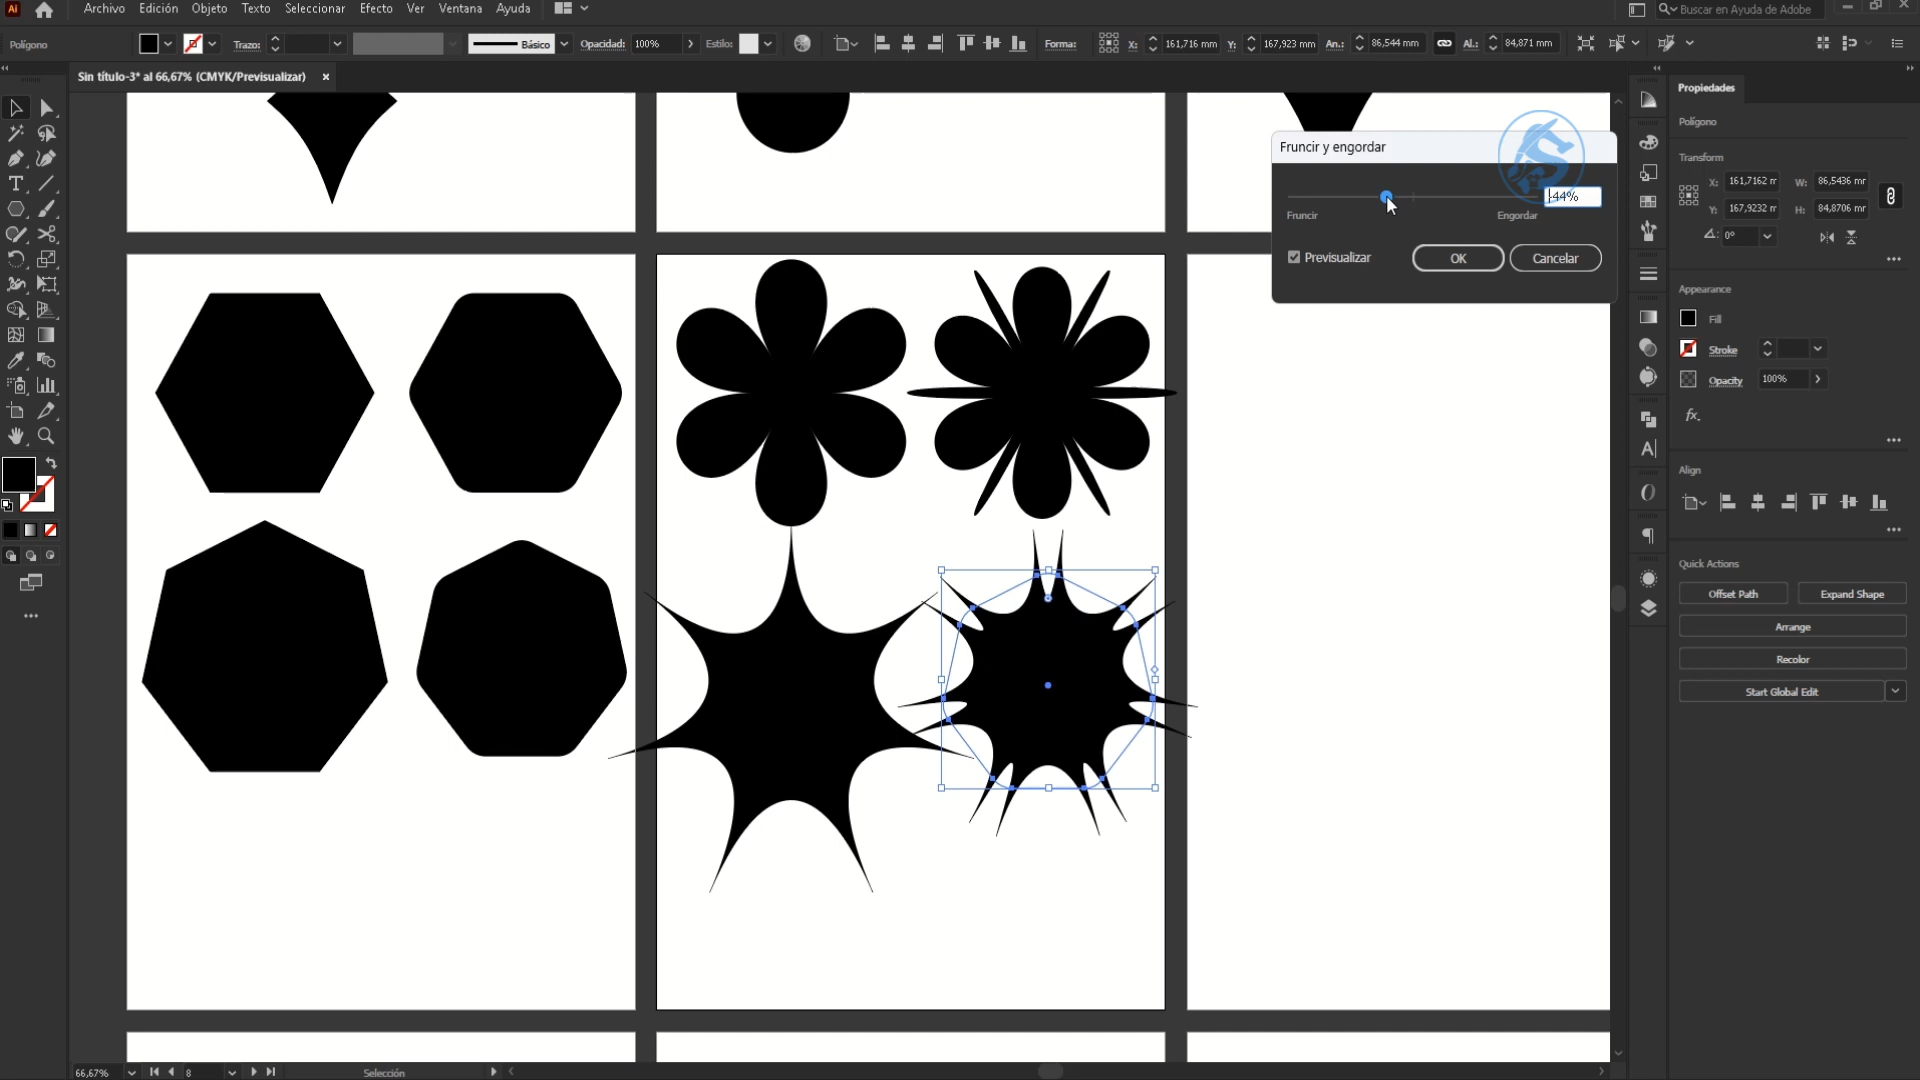 Ai Archivo Edición Objeto Texto Seleccionar Efecto Ver Ventana Ayuda Buscar en Ayuda de Adobe
Polígono Trazo: Básico Opacidad: 100% Estilo: Forma: X: 161,716 mm Y: 167,923 mm An.: 86,544 mm Al.: 84,871 mm
Sin título-3* al 66,67% (CMYK/Previsualizar)
Propiedades
Polígono
Transform
X: 161,7162 m W: 86,5436 mr
Y: 167,9232 m H: 84,8706 mr
0°
Appearance
Fill
Stroke
Opacity 100%
fx.
Align
Quick Actions
Offset Path Expand Shape
Arrange
Recolor
Start Global Edit
Fruncir y engordar
-44%
Fruncir Engordar
Previsualizar OK Cancelar
66,67% 8 Selección